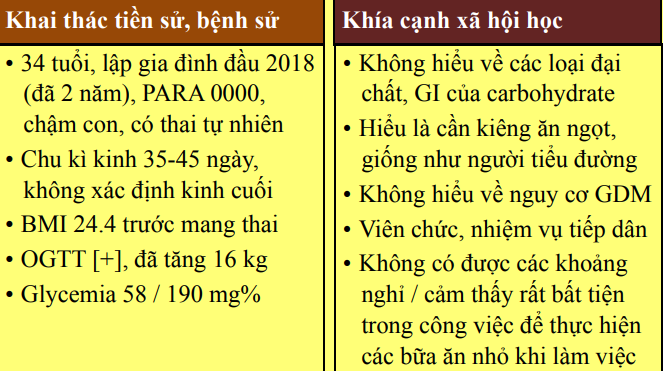 Khai thác tiền sử, bệnh sử
• 34 tuổi, lập gia đình đầu 2018
(đã 2 năm), PARA 0000,
chậm con, có thai tự nhiên
• Chu kì kinh 35-45 ngày,
không xác định kinh cuối
• BMI 24.4 trước mang thai
• OGTT [+], đã tăng 16 kg
• Glycemia 58 / 190 mg%
Khía cạnh xã hội học
• Không hiểu về các loại đại
chất, GI của carbohydrate
• Hiểu là cần kiêng ăn ngọt,
giống như người tiểu đường
• Không hiểu về nguy cơ GDM
• Viên chức, nhiệm vụ tiếp dân
• Không có được các khoảng
nghỉ / cảm thấy rất bất tiện
trong công việc để thực hiện
các bữa ăn nhỏ khi làm việc